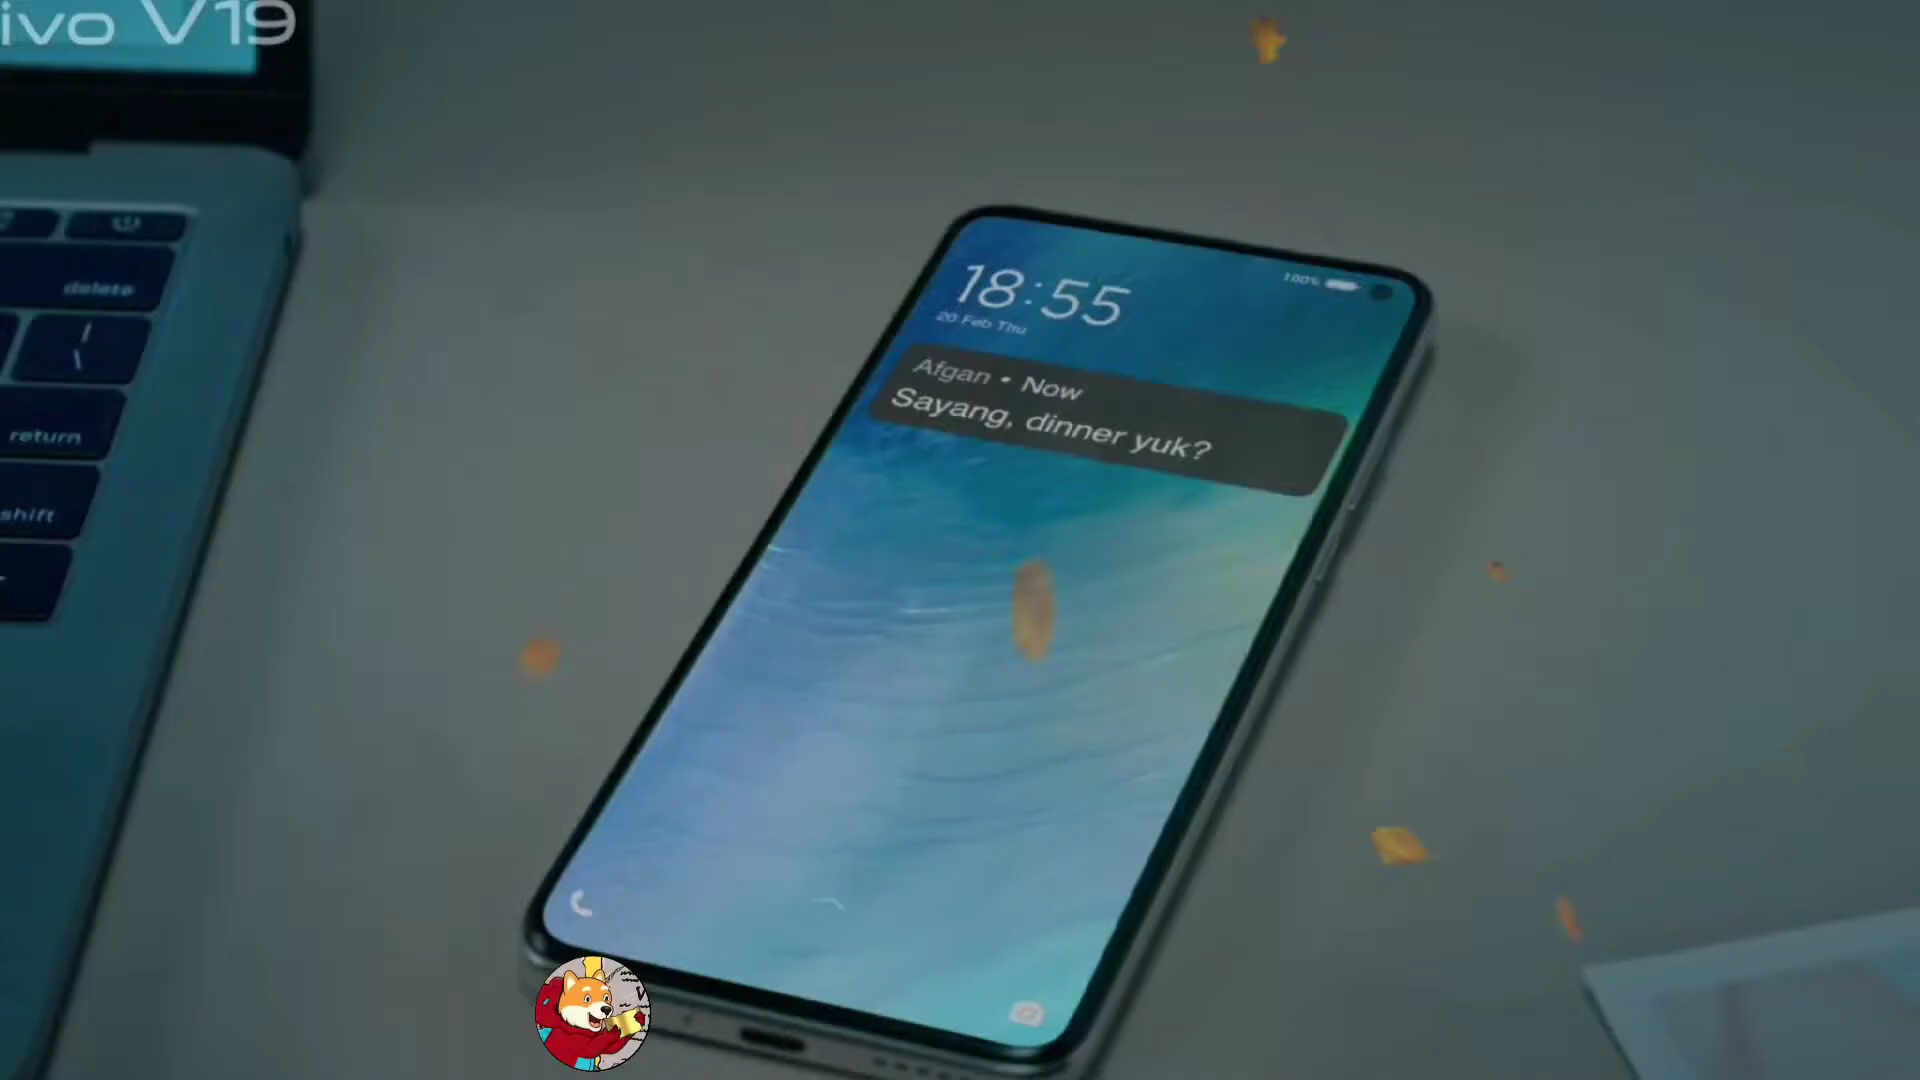 ivo V19
18:55
100%
20 Feb Thu
Afgan • Now
Sayang, dinner yuk?
delete
|
\
return
shift